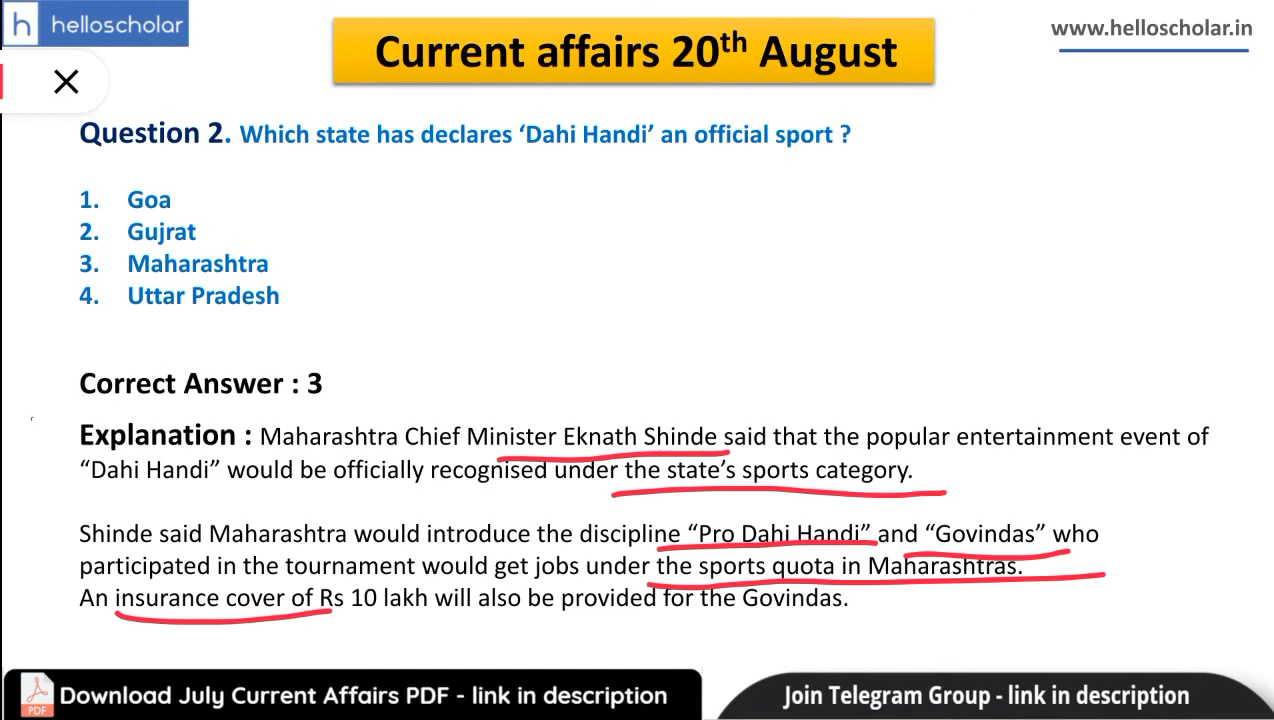 h helloscholar
www.helloscholar.in
Current affairs 20th August
Question 2. Which state has declares ‘Dahi Handi’ an official sport ?
1. Goa
2. Gujrat
3. Maharashtra
4. Uttar Pradesh
Correct Answer : 3
Explanation : Maharashtra Chief Minister Eknath Shinde said that the popular entertainment event of
“Dahi Handi” would be officially recognised under the state’s sports category.
Shinde said Maharashtra would introduce the discipline “Pro Dahi Handi” and “Govindas” who
participated in the tournament would get jobs under the sports quota in Maharashtras.
An insurance cover of Rs 10 lakh will also be provided for the Govindas.
PDF Download July Current Affairs PDF - link in description
Join Telegram Group - link in description